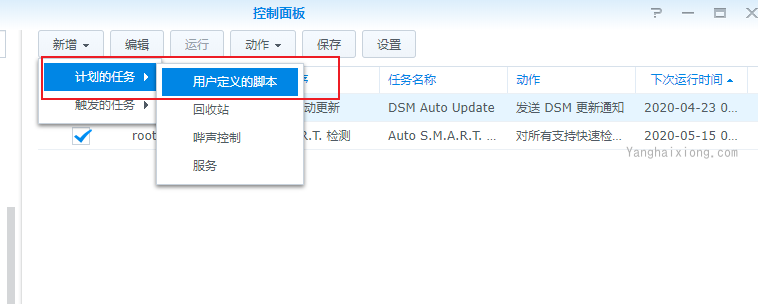 控制面板
新增 编辑 运行 动作 保存 设置
计划的任务 用户定义的脚本 序 任务名称 动作 下次运行时间
触发的任务 回收站 动更新 DSM Auto Update 发送 DSM 更新通知 2020-04-23 0...
root R.T. 检测 Auto S.M.A.R.T. ... 对所有支持快速检... 2020-05-15 0...
哔声控制
Yanghaixiong.com
服务